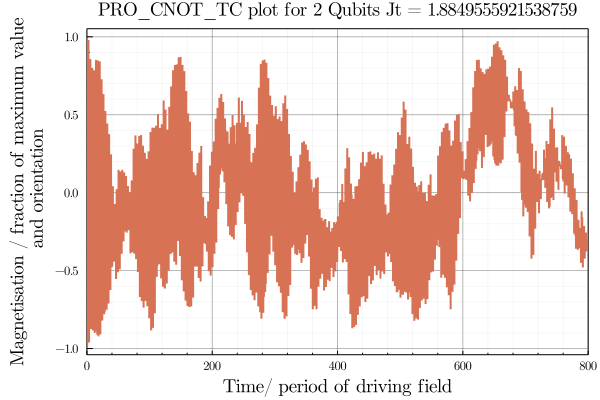 PRO_CNOT_TC plot for 2 Qubits Jt = 1.8849555921538759
Magnetisation / fraction of maximum value
and orientation
1.0
0.5
0.0
−0.5
−1.0
0 200 400 600 800
Time/ period of driving field